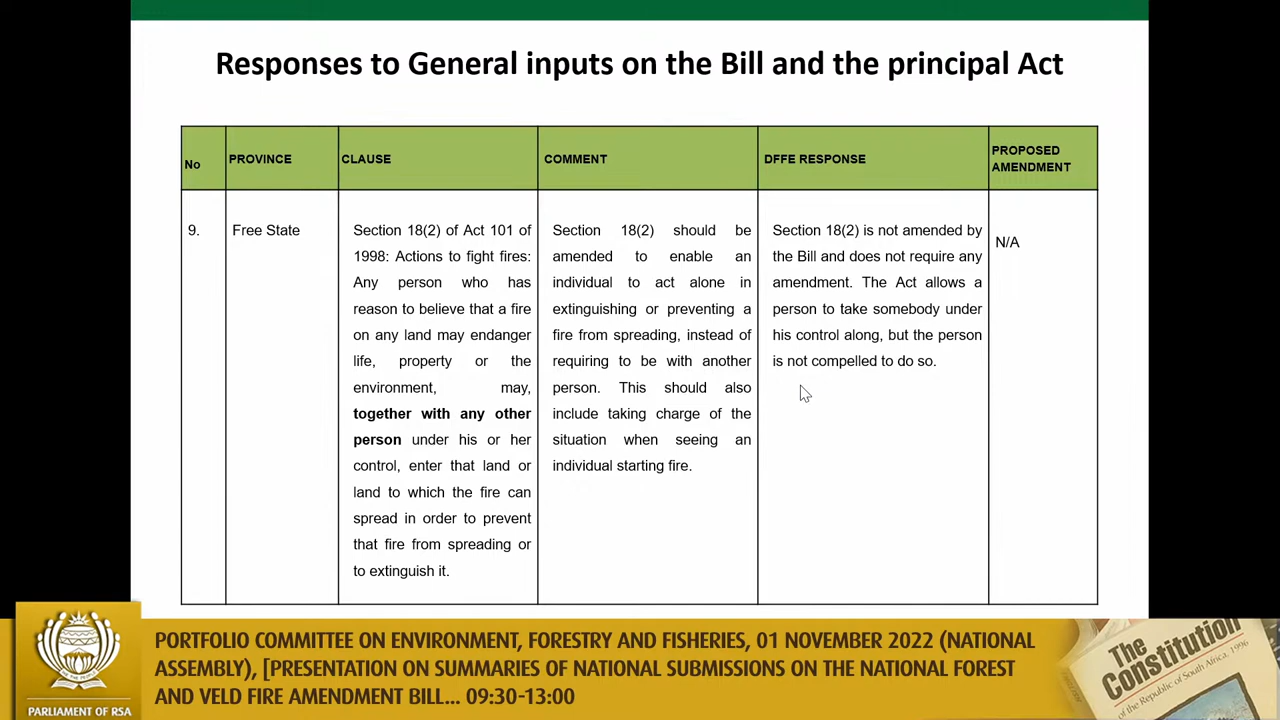 Responses to General inputs on the Bill and the principal Act
No
PROVINCE
CLAUSE
COMMENT
DFFE RESPONSE
PROPOSED
AMENDMENT
9.
Free State
Section 18(2) of Act 101 of
1998: Actions to fight fires:
Any person who has
reason to believe that a fire
on any land may endanger
life, property or the
environment, may,
together with any other
person under his or her
control, enter that land or
land to which the fire can
spread in order to prevent
that fire from spreading or
to extinguish it.
Section 18(2) should be
amended to enable an
individual to act alone in
extinguishing or preventing a
fire from spreading, instead of
requiring to be with another
person. This should also
include taking charge of the
situation when seeing an
individual starting fire.
Section 18(2) is not amended by
the Bill and does not require any
amendment. The Act allows a
person to take somebody under
his control along, but the person
is not compelled to do so.
N/A
PORTFOLIO COMMITTEE ON ENVIRONMENT, FORESTRY AND FISHERIES, 01 NOVEMBER 2022 (NATIONAL
ASSEMBLY), [PRESENTATION ON SUMMARIES OF NATIONAL SUBMISSIONS ON THE NATIONAL FOREST
AND VELD FIRE AMENDMENT BILL... 09:30-13:00
PARLIAMENT OF RSA
The
Constitution
of the Republic of South Africa, 1996